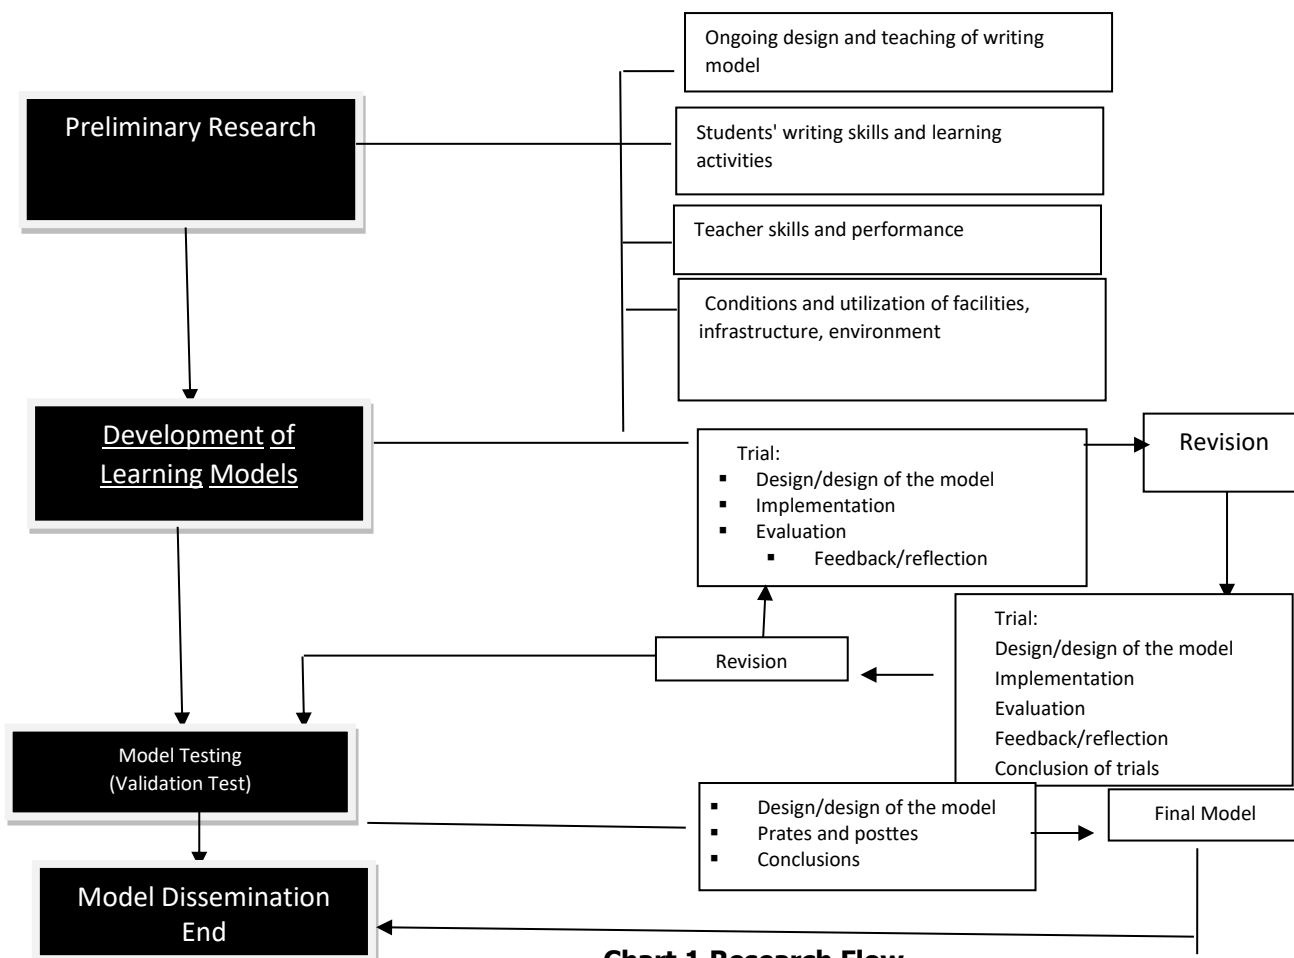 Ongoing design and teaching of writing
model
Preliminary Research
Students' writing skills and learning
activities
Teacher skills and performance
Conditions and utilization of facilities,
infrastructure, environment
Development of
Learning Models
Trial:
▪ Design/design of the model
▪ Implementation
▪ Evaluation
▪ Feedback/reflection
Revision
Revision
Trial:
Design/design of the model
Implementation
Evaluation
Feedback/reflection
Conclusion of trials
Model Testing
(Validation Test)
▪ Design/design of the model
▪ Prates and posttes
▪ Conclusions
Final Model
Model Dissemination
End
Chart 1 Research Flow